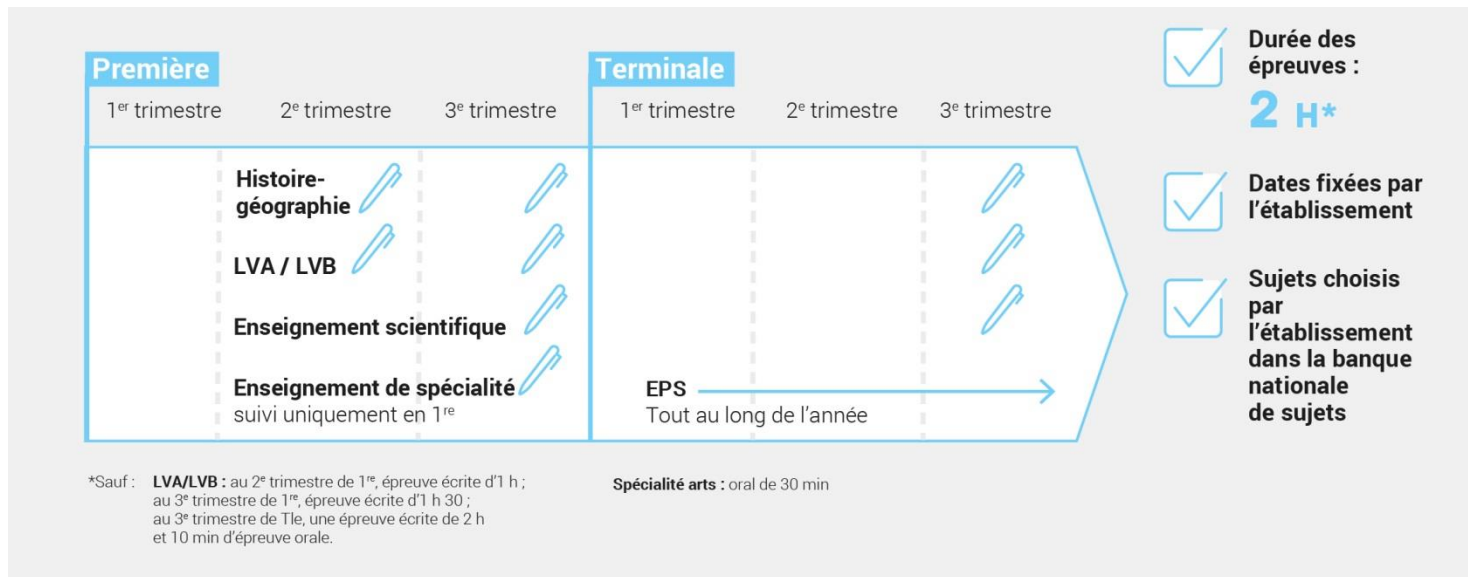 Première
1er trimestre 2e trimestre 3e trimestre
Histoire-
géographie
LVA / LVB
Enseignement scientifique
Enseignement de spécialité
suivi uniquement en 1re
Terminale
1er trimestre 2e trimestre 3e trimestre
EPS
Tout au long de l'année
Durée des
épreuves :
2 H*
Dates fixées par
l'établissement
Sujets choisis
par
l'établissement
dans la banque
nationale
de sujets
*Sauf : LVA/LVB : au 2e trimestre de 1re, épreuve écrite d'1 h ;
au 3e trimestre de 1re, épreuve écrite d'1 h 30 ;
au 3e trimestre de Tle, une épreuve écrite de 2 h
et 10 min d'épreuve orale.
Spécialité arts : oral de 30 min